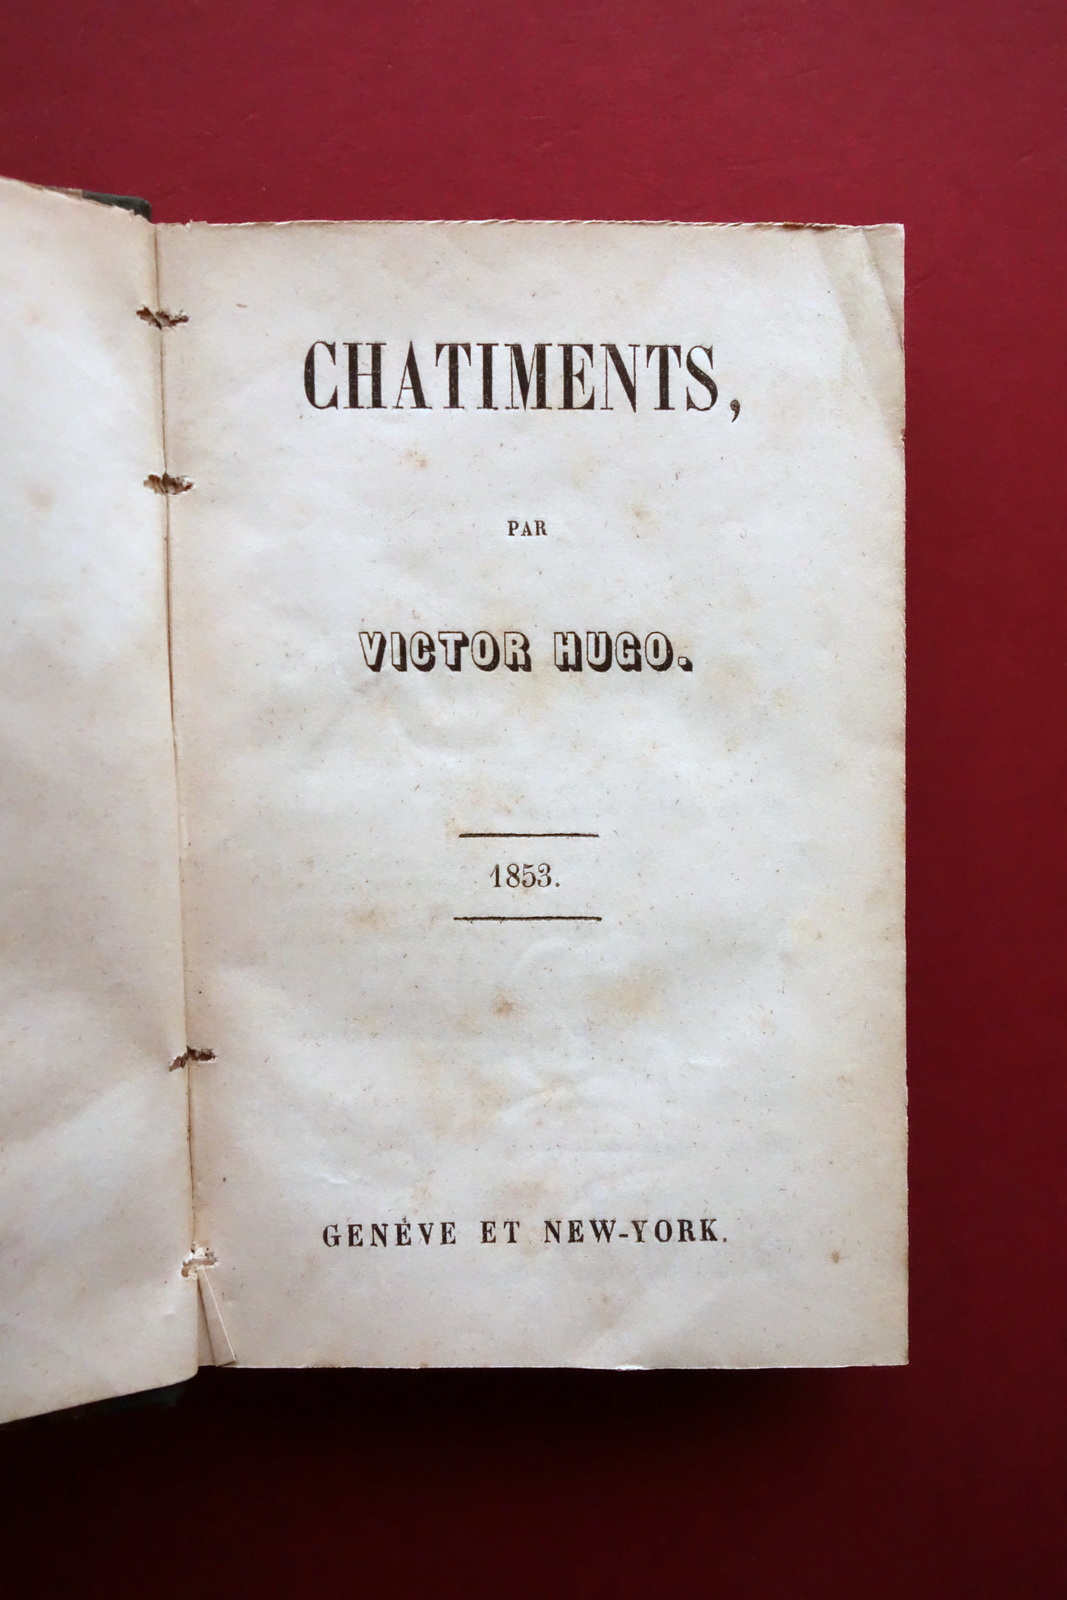 CHATIMENTS,
PAR
VICTOR HUGO.
1853.
GENÈVE ET NEW-YORK.